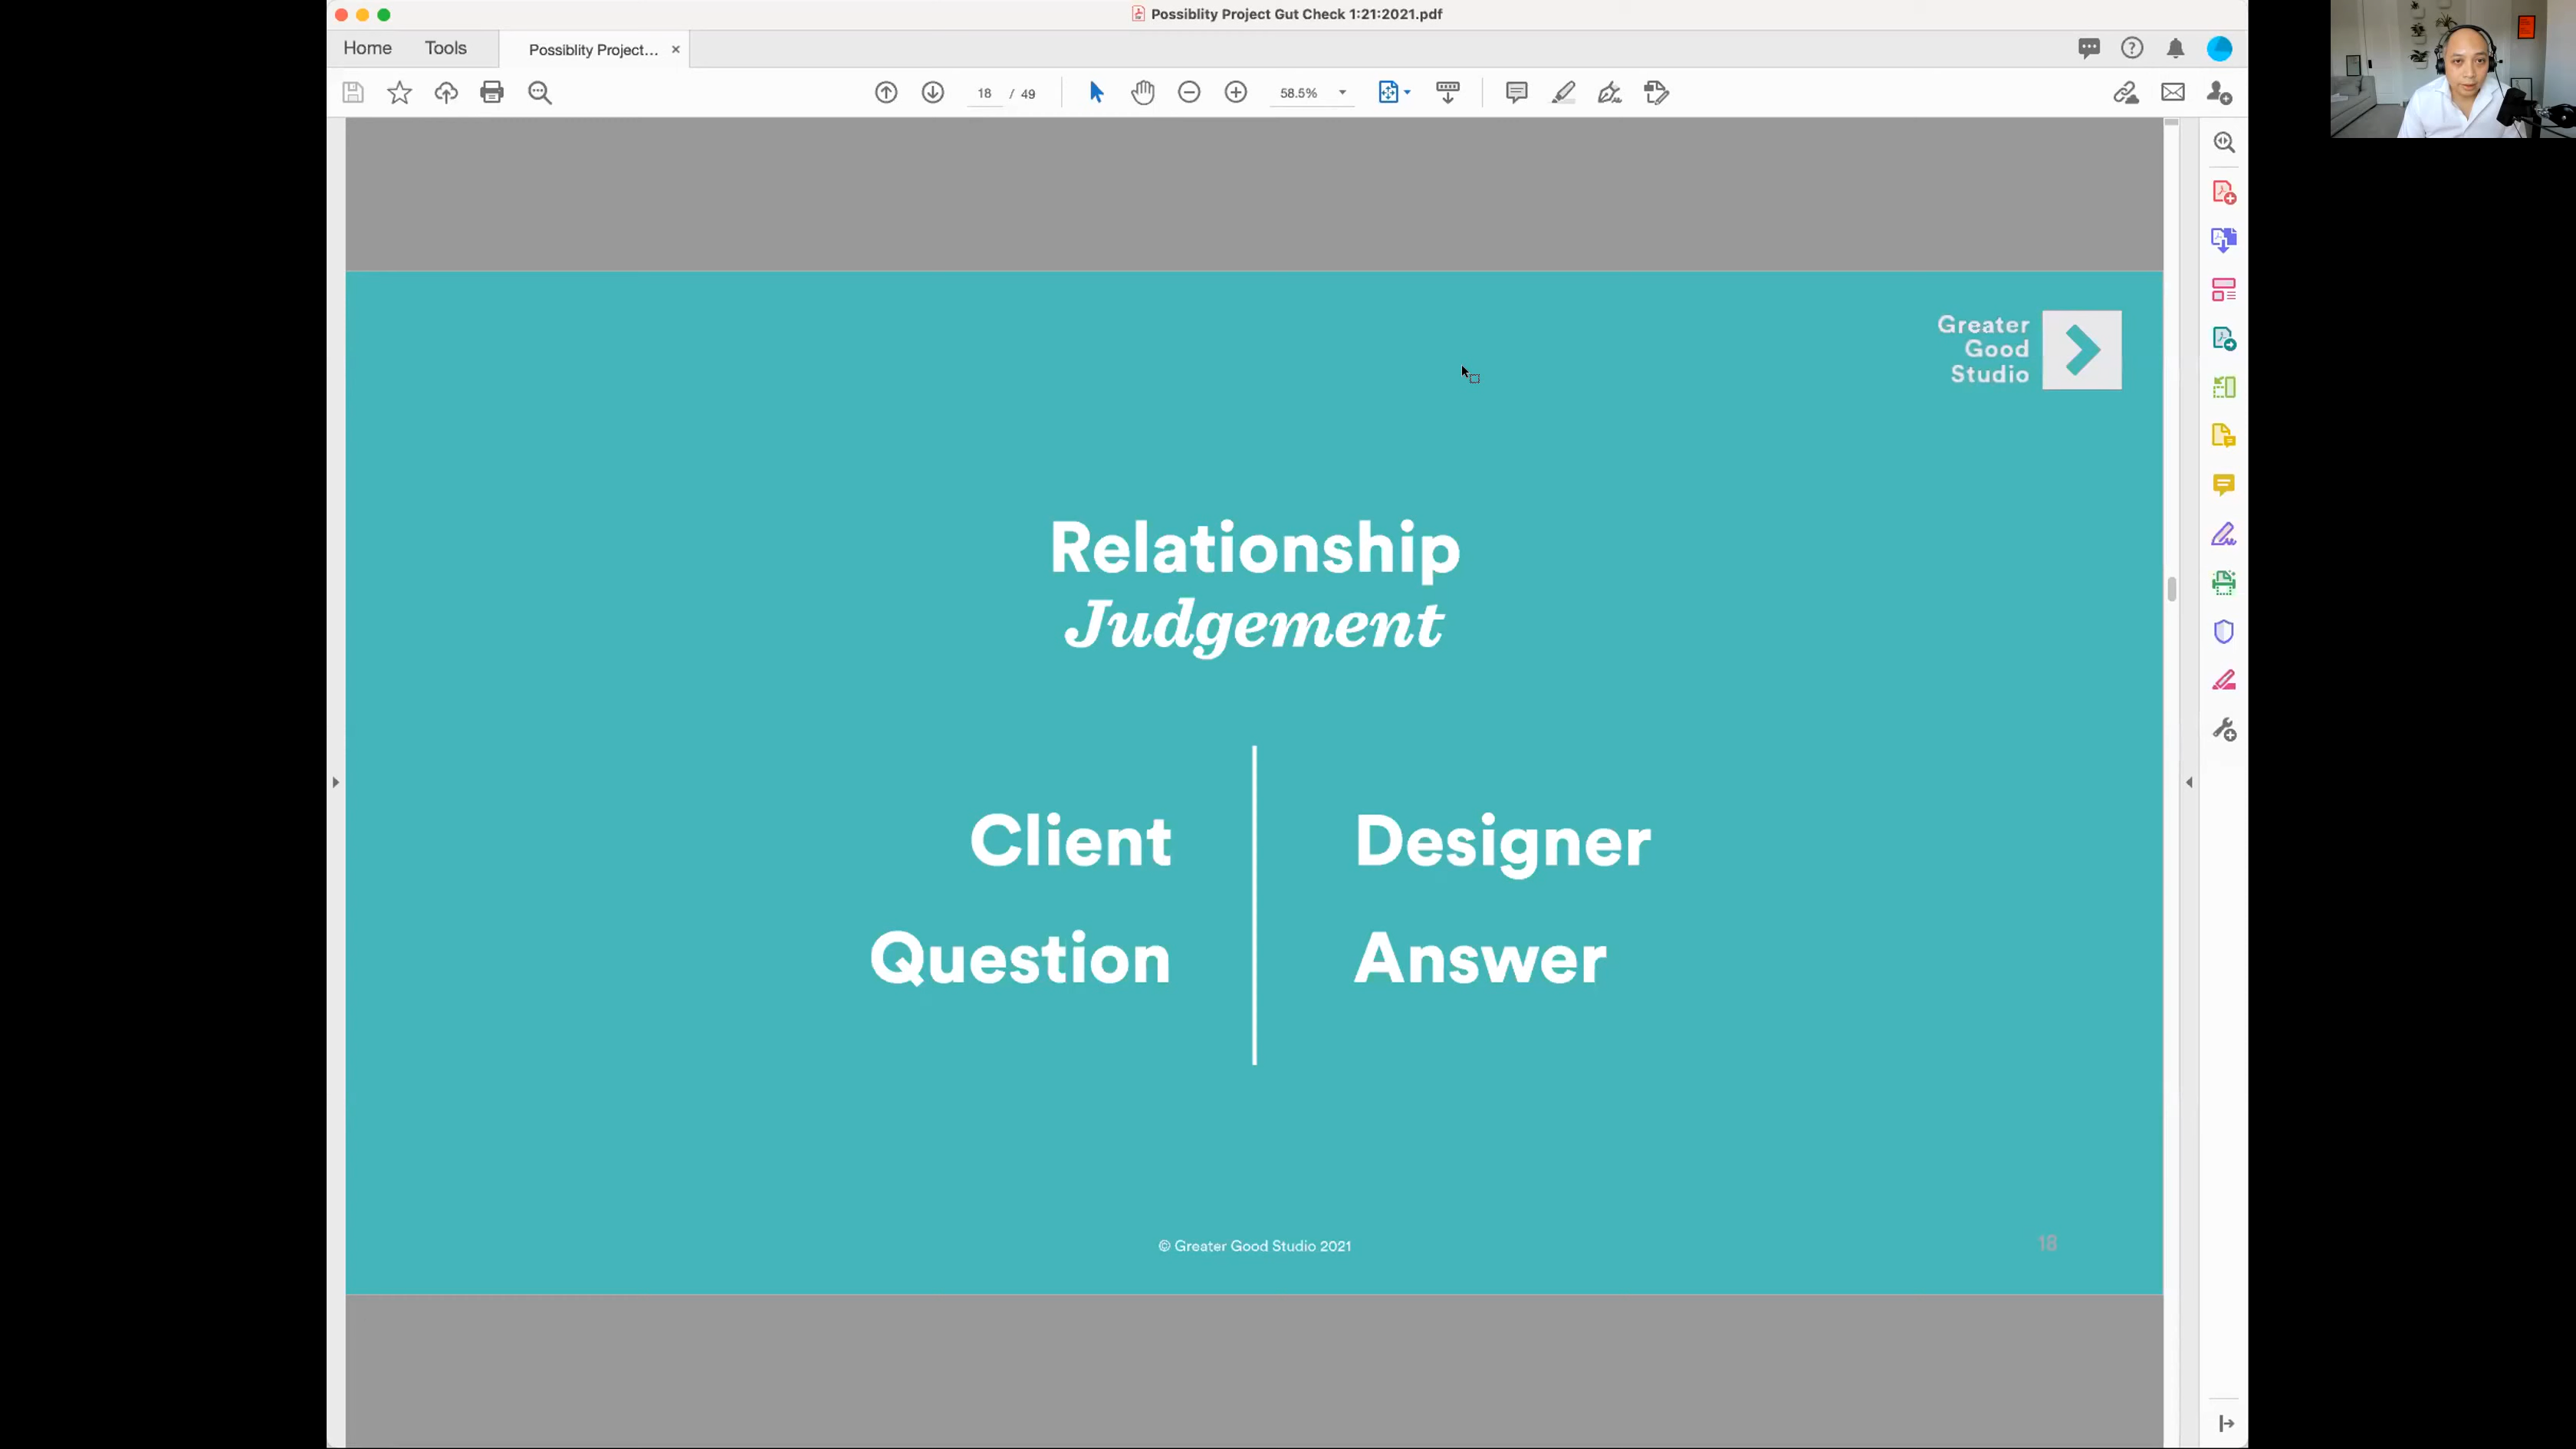 Possiblity Project Gut Check 1:21:2021.pdf
Home
Tools
Possiblity Project...
18 / 49
58.5%
Greater
Good
Studio
Relationship
Judgement
Client
Designer
Question
Answer
© Greater Good Studio 2021
18